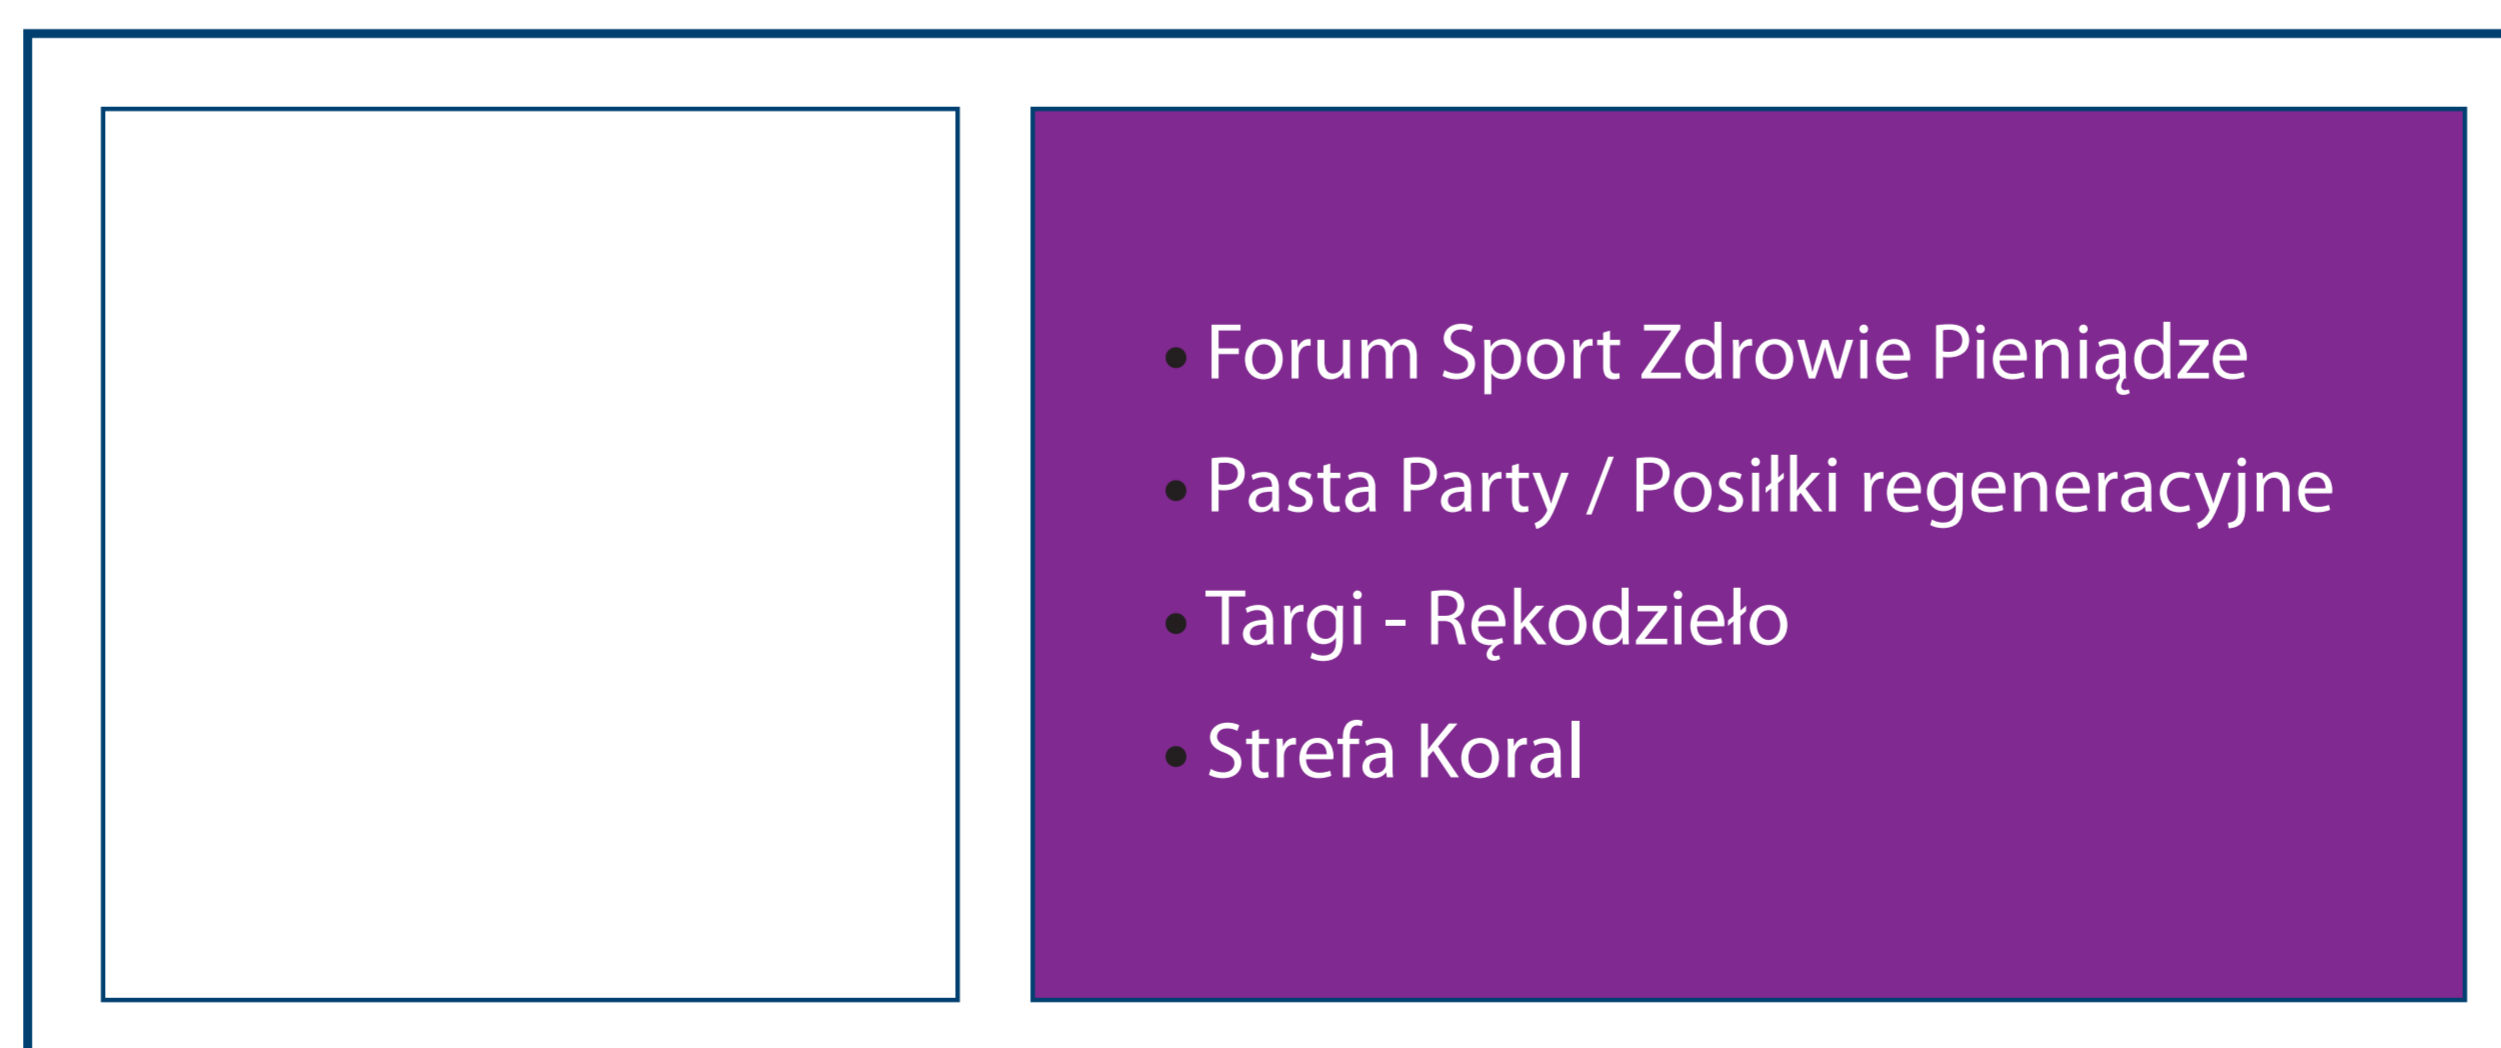 • Forum Sport Zdrowie Pieniądze
• Pasta Party / Posiłki regeneracyjne
• Targi - Rękodzieło
• Strefa Koral